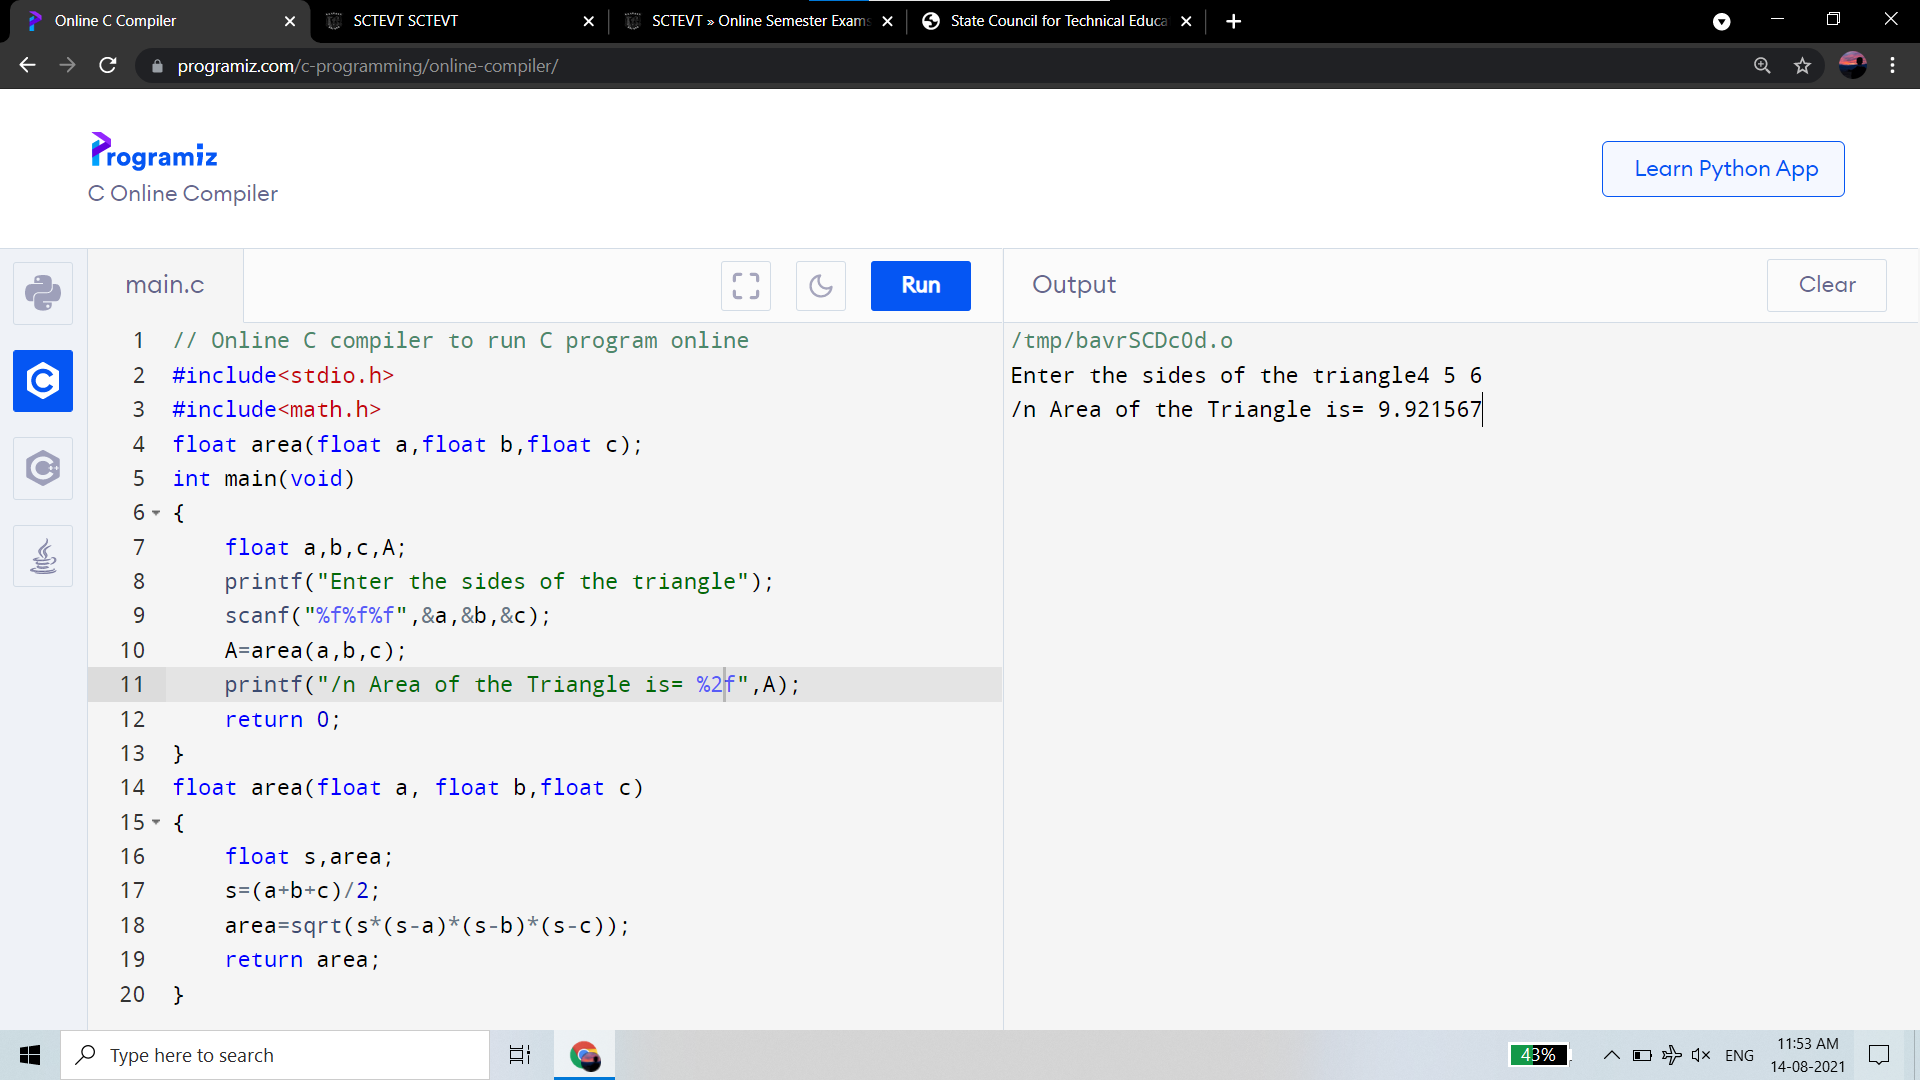 Online C Compiler
SCTEVT SCTEVT
SCTEVT » Online Semester Exams
State Council for Technical Educa
programiz.com/c-programming/online-compiler/
Programiz
C Online Compiler
Learn Python App
main.c
Run
Output
Clear
1 // Online C compiler to run C program online
2 #include<stdio.h>
3 #include<math.h>
4 float area(float a,float b,float c);
5 int main(void)
6 {
7 float a,b,c,A;
8 printf("Enter the sides of the triangle");
9 scanf("%f%f%f",&a,&b,&c);
10 A=area(a,b,c);
11 printf("/n Area of the Triangle is= %2f",A);
12 return 0;
13 }
14 float area(float a, float b,float c)
15 {
16 float s,area;
17 s=(a+b+c)/2;
18 area=sqrt(s*(s-a)*(s-b)*(s-c));
19 return area;
20 }
/tmp/bavrSCDc0d.o
Enter the sides of the triangle4 5 6
/n Area of the Triangle is= 9.921567
Type here to search
43%
ENG
11:53 AM
14-08-2021